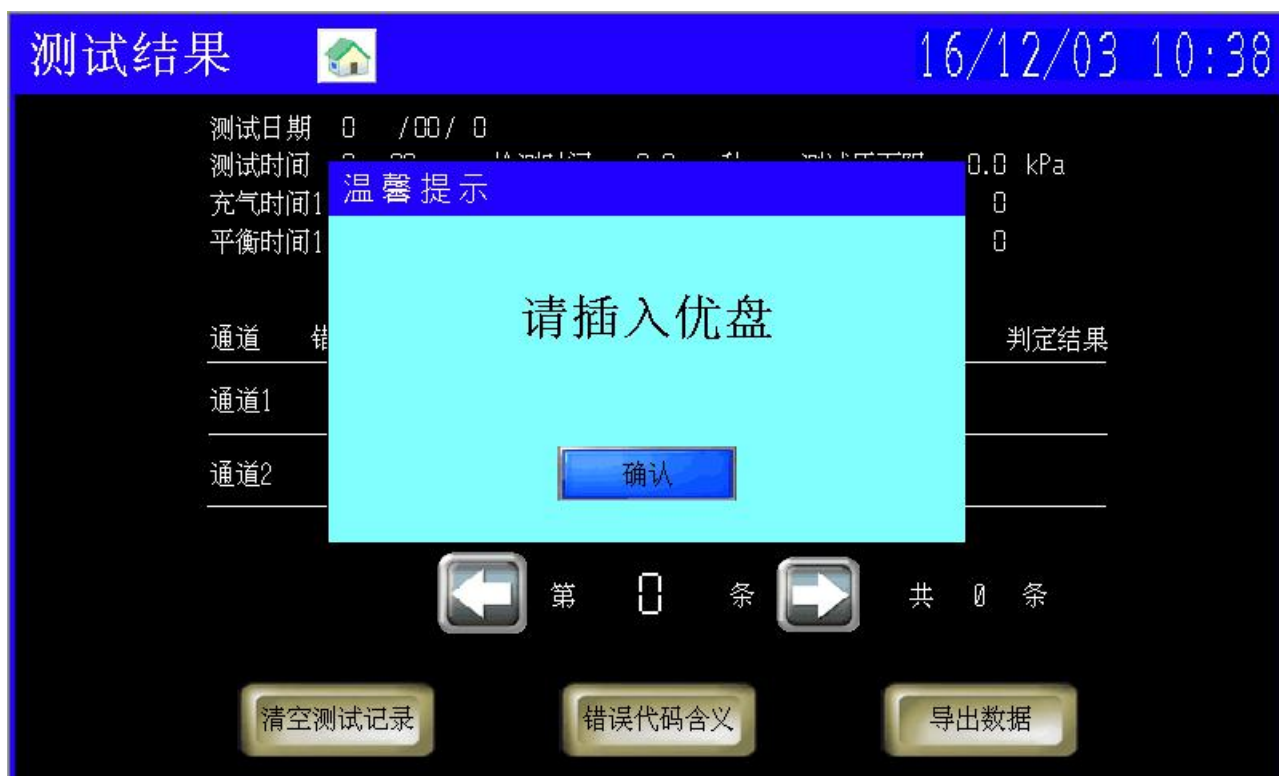 测试结果 16/12/03 10:38
测试日期 0 /00/ 0
测试时间 0.0 kPa
充气时间1 0
平衡时间1 0
温馨提示
请插入优盘
确认
通道 判定结果
通道1
通道2
第 0 条 共 0 条
清空测试记录 错误代码含义 导出数据